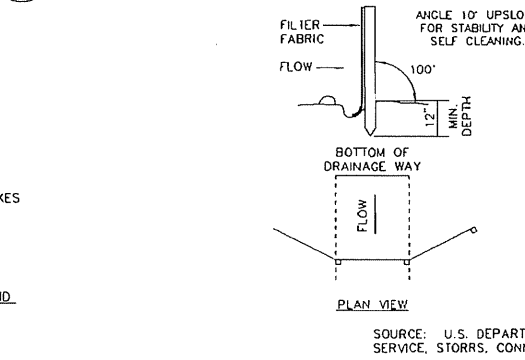 FILTER
FABRIC
ANGLE 10° UPSLO
FOR STABILITY AN
SELF CLEANING.
FLOW
100°
12"
MIN.
DEPTH
BOTTOM OF
DRAINAGE WAY
KES
FLOW
ND
PLAN VIEW
SOURCE: U.S. DEPART
SERVICE, STORRS, CONN